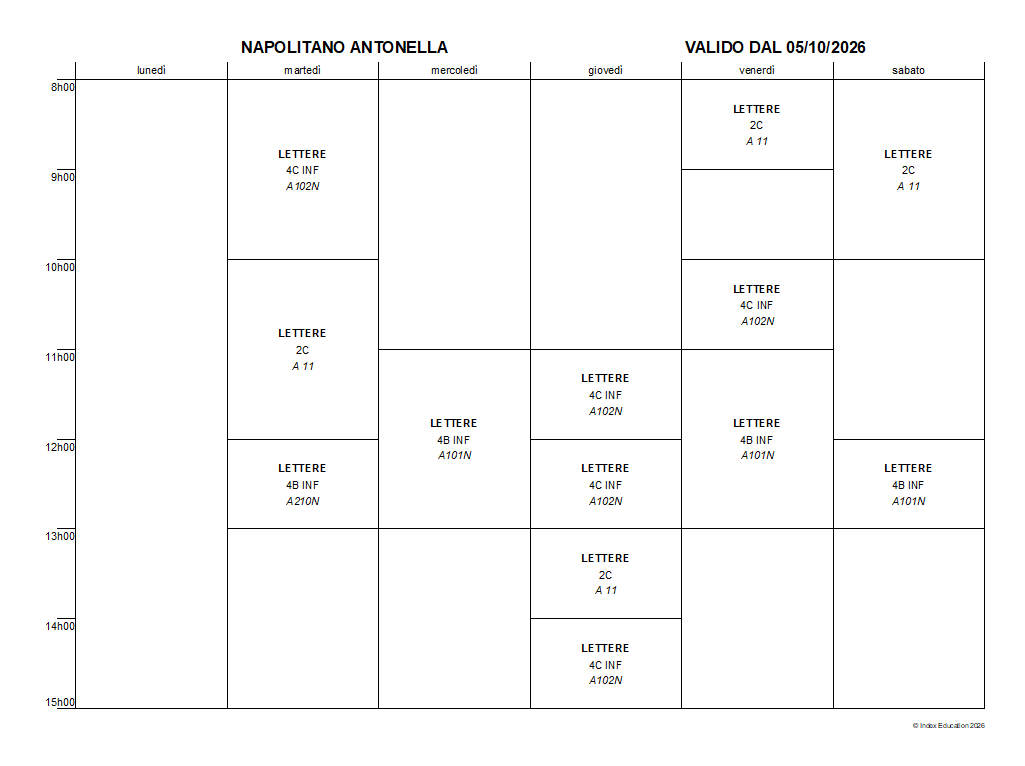 NAPOLITANO ANTONELLA VALIDO DAL 05/10/2026
lunedì martedì mercoledì giovedì venerdì sabato
8h00
9h00
10h00
11h00
12h00
13h00
14h00
15h00
LETTERE
4C INF
A102N
LETTERE
2C
A 11
LETTERE
4B INF
A210N
LETTERE
4B INF
A101N
LETTERE
4C INF
A102N
LETTERE
4C INF
A102N
LETTERE
2C
A 11
LETTERE
4C INF
A102N
LETTERE
2C
A 11
LETTERE
4C INF
A102N
LETTERE
4B INF
A101N
LETTERE
2C
A 11
LETTERE
4B INF
A101N
© Index Education 2026